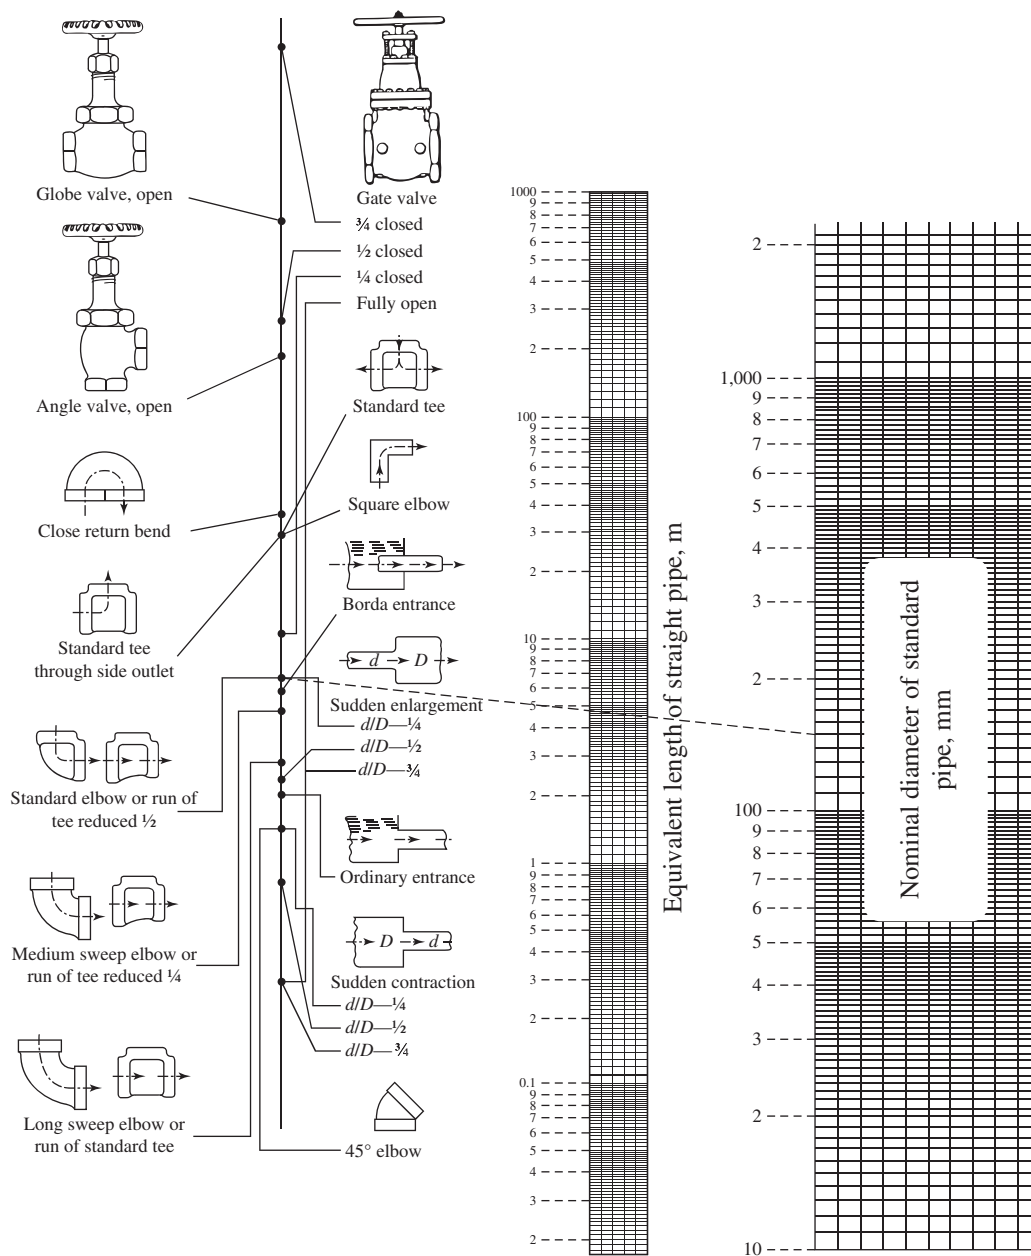 Globe valve, open
Angle valve, open
Close return bend
Standard tee
through side outlet
Standard elbow or run of
tee reduced ½
Medium sweep elbow or
run of tee reduced ¼
Long sweep elbow or
run of standard tee
Gate valve
¾ closed
½ closed
¼ closed
Fully open
Standard tee
Square elbow
Borda entrance
d D
Sudden enlargement
d/D—¼
d/D—½
d/D—¾
Ordinary entrance
D d
Sudden contraction
d/D—¼
d/D—½
d/D—¾
45° elbow
1000
9
8
7
6
5
4
3
2
100
9
8
7
6
5
4
3
2
10
9
8
7
6
5
4
3
2
1
9
8
7
6
5
4
3
2
0.1
9
8
7
6
5
4
3
2
Equivalent length of straight pipe, m
2
1,000
9
8
7
6
5
4
3
2
100
9
8
7
6
5
4
3
2
10
Nominal diameter of standard
pipe, mm